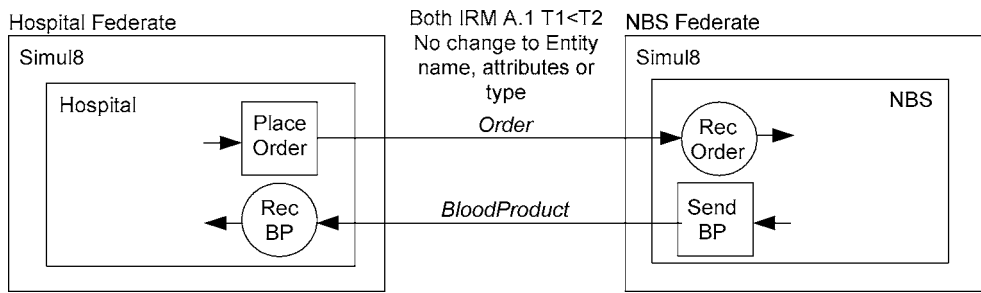 Hospital Federate
Both IRM A.1 T1<T2
No change to Entity
name, attributes or
type
NBS Federate
Simul8
Simul8
Hospital
NBS
Place
Order
Order
Rec
Order
Rec
BP
BloodProduct
Send
BP